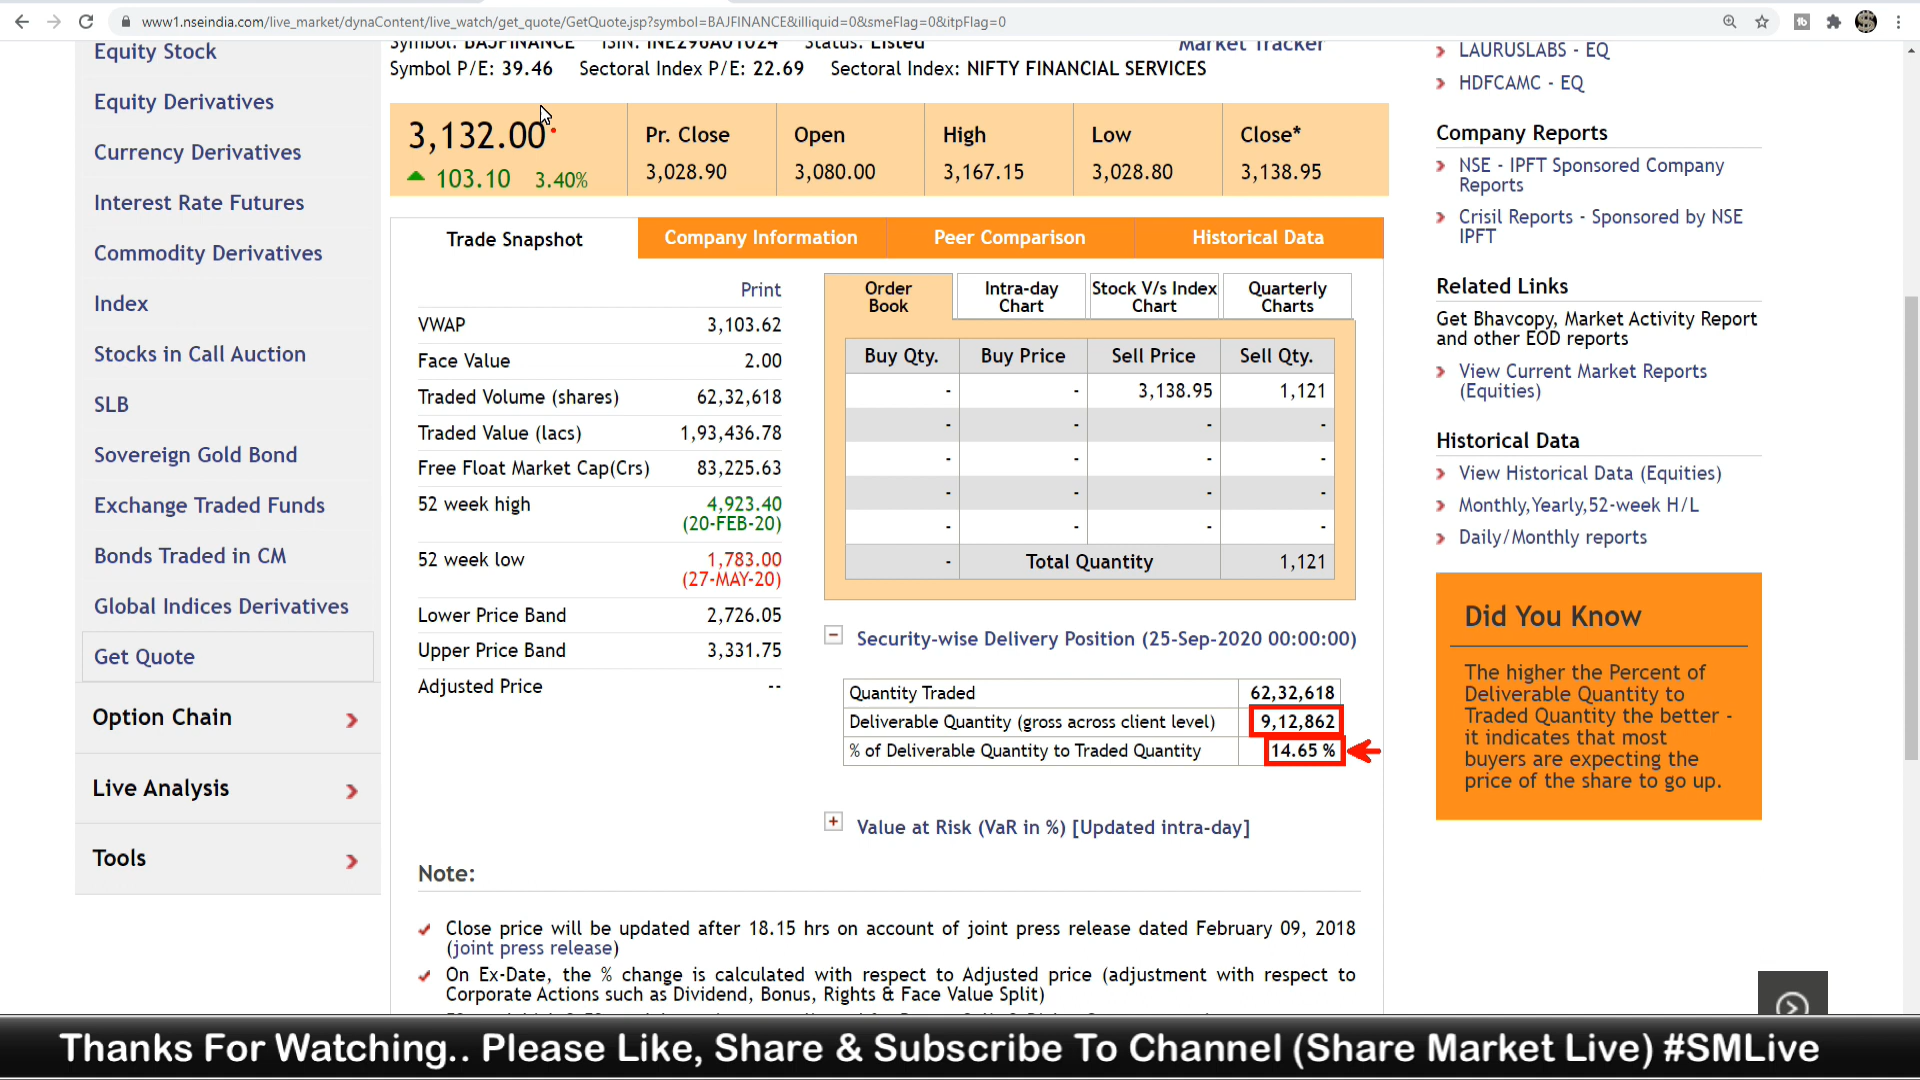 www1.nseindia.com/live_market/dynaContent/live_watch/get_quote/GetQuote.jsp?symbol=BAJFINANCE&illiquid=0&smeFlag=0&itpFlag=0
Equity Stock
Equity Derivatives
Currency Derivatives
Interest Rate Futures
Commodity Derivatives
Index
Stocks in Call Auction
SLB
Sovereign Gold Bond
Exchange Traded Funds
Bonds Traded in CM
Global Indices Derivatives
Get Quote
Option Chain
Live Analysis
Tools
Symbol: BAJFINANCE ISIN: INE296A01024 Status: Listed
Market Tracker
Symbol P/E: 39.46 Sectoral Index P/E: 22.69 Sectoral Index: NIFTY FINANCIAL SERVICES
3,132.00 Pr. Close Open High Low Close*
103.10 3.40% 3,028.90 3,080.00 3,167.15 3,028.80 3,138.95
Trade Snapshot Company Information Peer Comparison Historical Data
Print
VWAP 3,103.62
Face Value 2.00
Traded Volume (shares) 62,32,618
Traded Value (lacs) 1,93,436.78
Free Float Market Cap(Crs) 83,225.63
52 week high 4,923.40
(20-FEB-20)
52 week low 1,783.00
(27-MAY-20)
Lower Price Band 2,726.05
Upper Price Band 3,331.75
Adjusted Price --
Order Book
Intra-day Chart
Stock V/s Index Chart
Quarterly Charts
Buy Qty. Buy Price Sell Price Sell Qty.
- - 3,138.95 1,121
- - - -
- - - -
- - - -
- - - -
- Total Quantity 1,121
Security-wise Delivery Position (25-Sep-2020 00:00:00)
Quantity Traded 62,32,618
Deliverable Quantity (gross across client level) 9,12,862
% of Deliverable Quantity to Traded Quantity 14.65 %
Value at Risk (VaR in %) [Updated intra-day]
Note:
Close price will be updated after 18.15 hrs on account of joint press release dated February 09, 2018
(joint press release)
On Ex-Date, the % change is calculated with respect to Adjusted price (adjustment with respect to
Corporate Actions such as Dividend, Bonus, Rights & Face Value Split)
LAURUSLABS - EQ
HDFCAMC - EQ
Company Reports
NSE - IPFT Sponsored Company
Reports
Crisil Reports - Sponsored by NSE
IPFT
Related Links
Get Bhavcopy, Market Activity Report
and other EOD reports
View Current Market Reports
(Equities)
Historical Data
View Historical Data (Equities)
Monthly,Yearly,52-week H/L
Daily/Monthly reports
Did You Know
The higher the Percent of
Deliverable Quantity to
Traded Quantity the better -
it indicates that most
buyers are expecting the
price of the share to go up.
Thanks For Watching.. Please Like, Share & Subscribe To Channel (Share Market Live) #SMLive